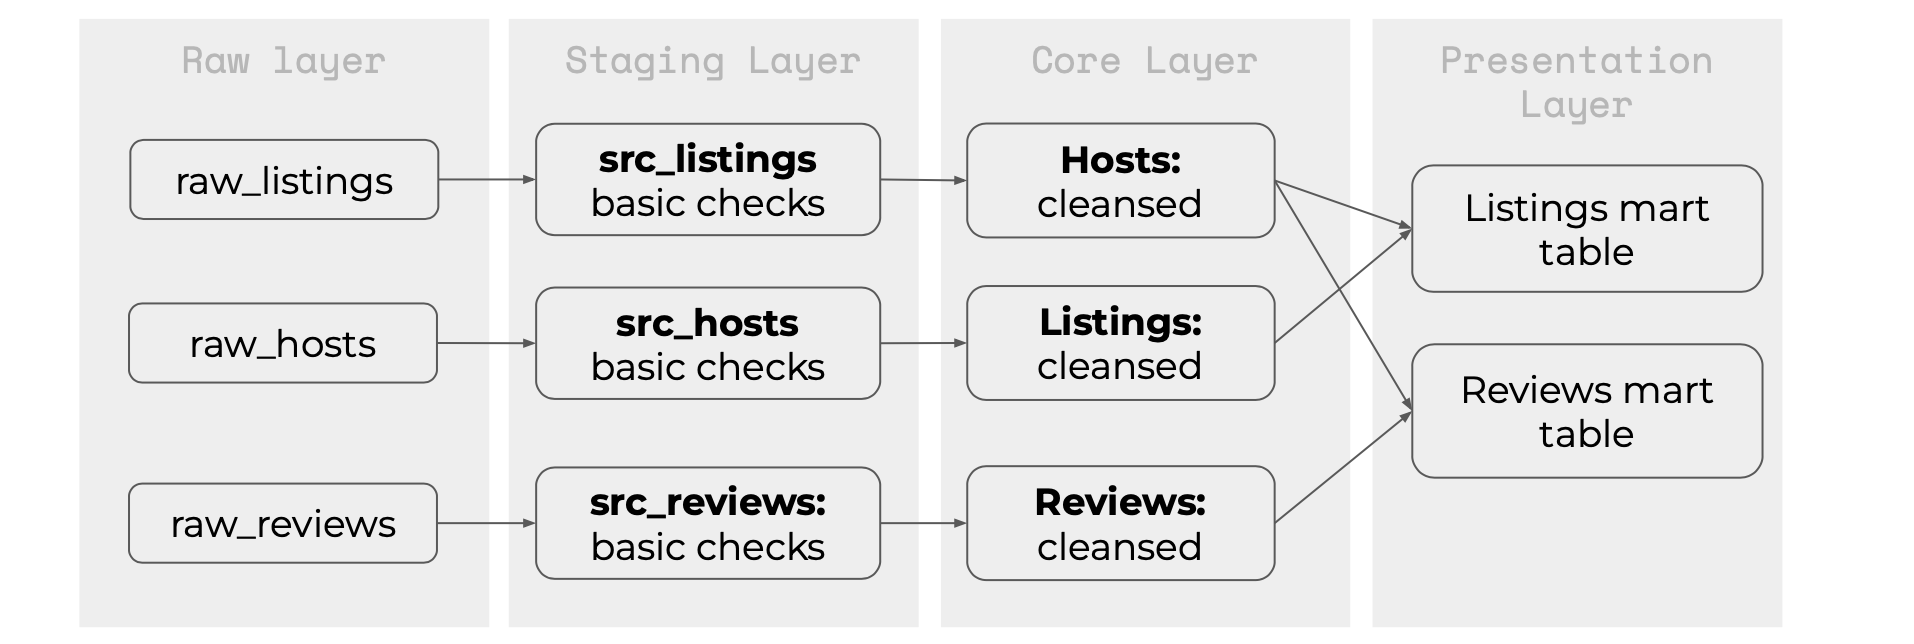 Raw layer
raw_listings
raw_hosts
raw_reviews
Staging Layer
src_listings
basic checks
src_hosts
basic checks
src_reviews:
basic checks
Core Layer
Hosts:
cleansed
Listings:
cleansed
Reviews:
cleansed
Presentation
Layer
Listings mart
table
Reviews mart
table